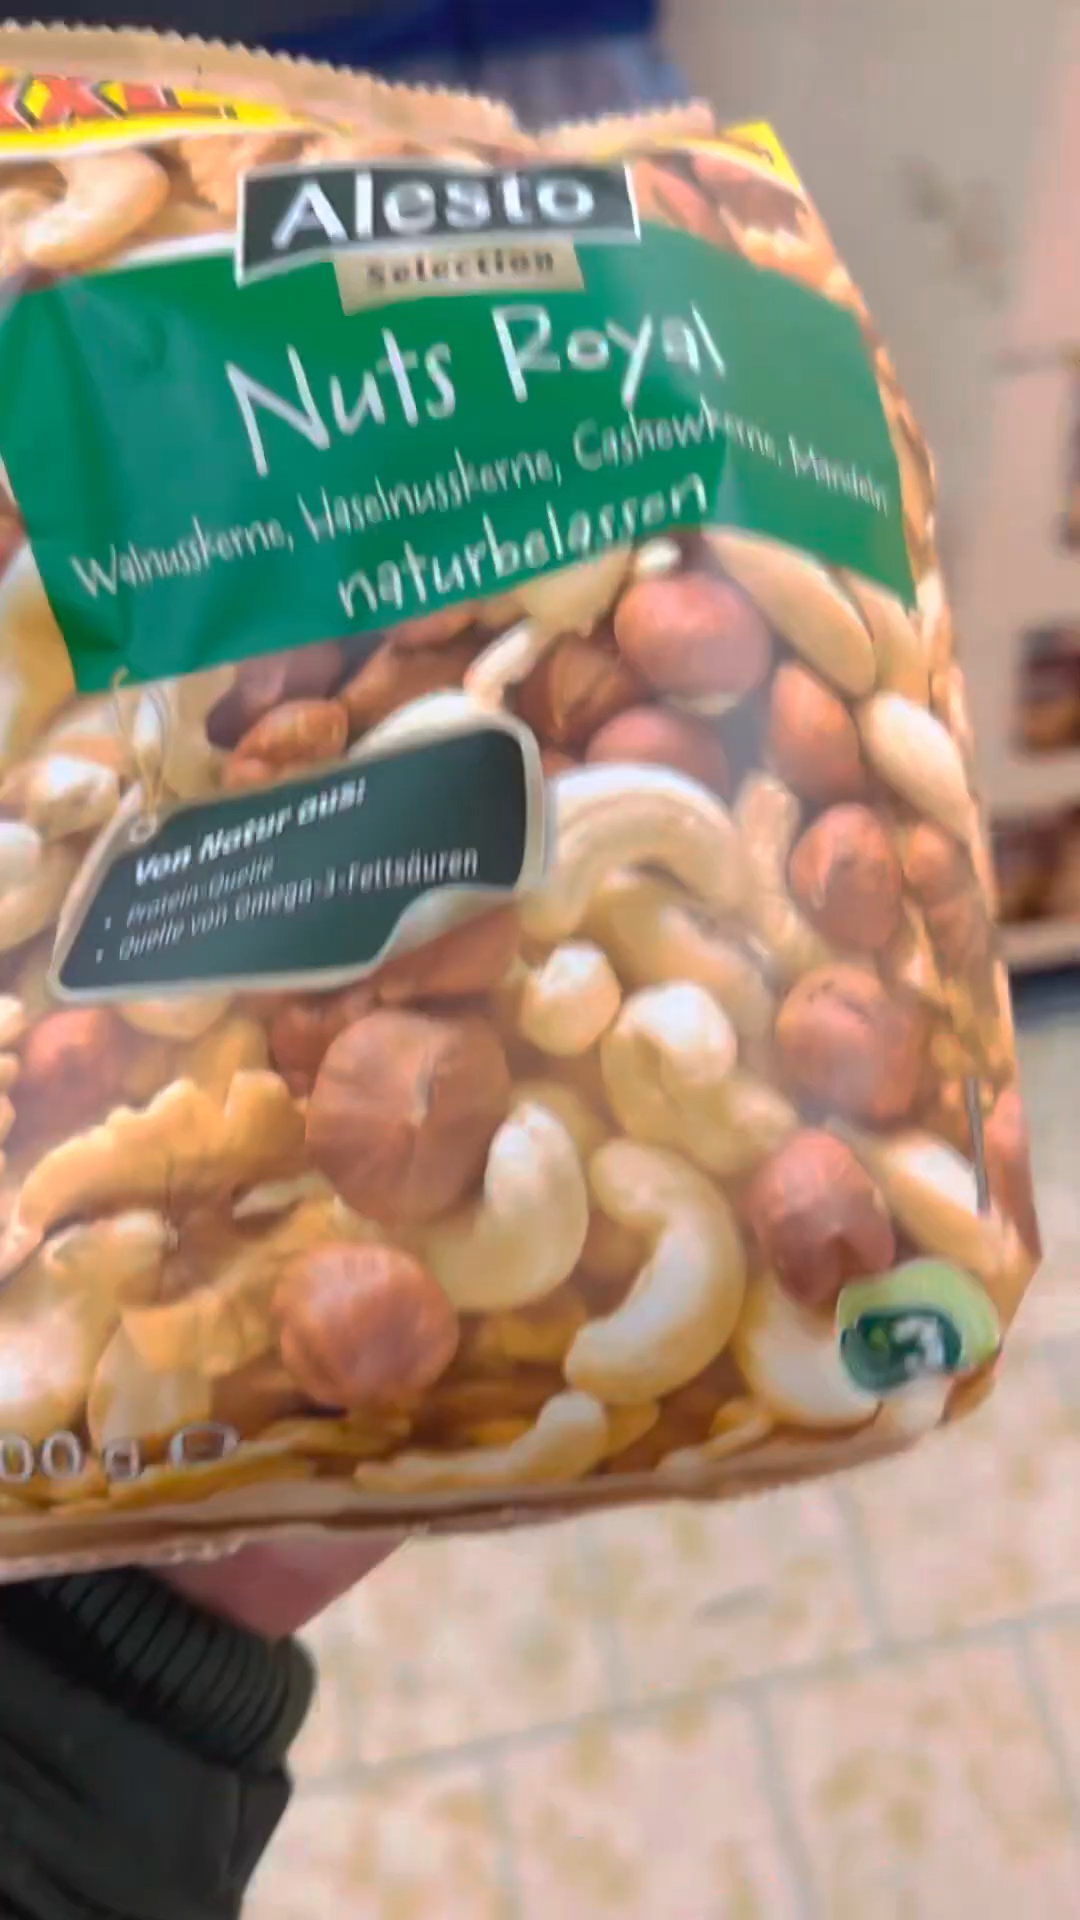 XXL
Alesto
Selection
Nuts Royal
Walnusskerne, Haselnusskerne, Cashewkerne, Mandeln
naturbelassen
Von Natur aus:
• Protein-Quelle
• Quelle von Omega-3-Fettsäuren
00 g e
3